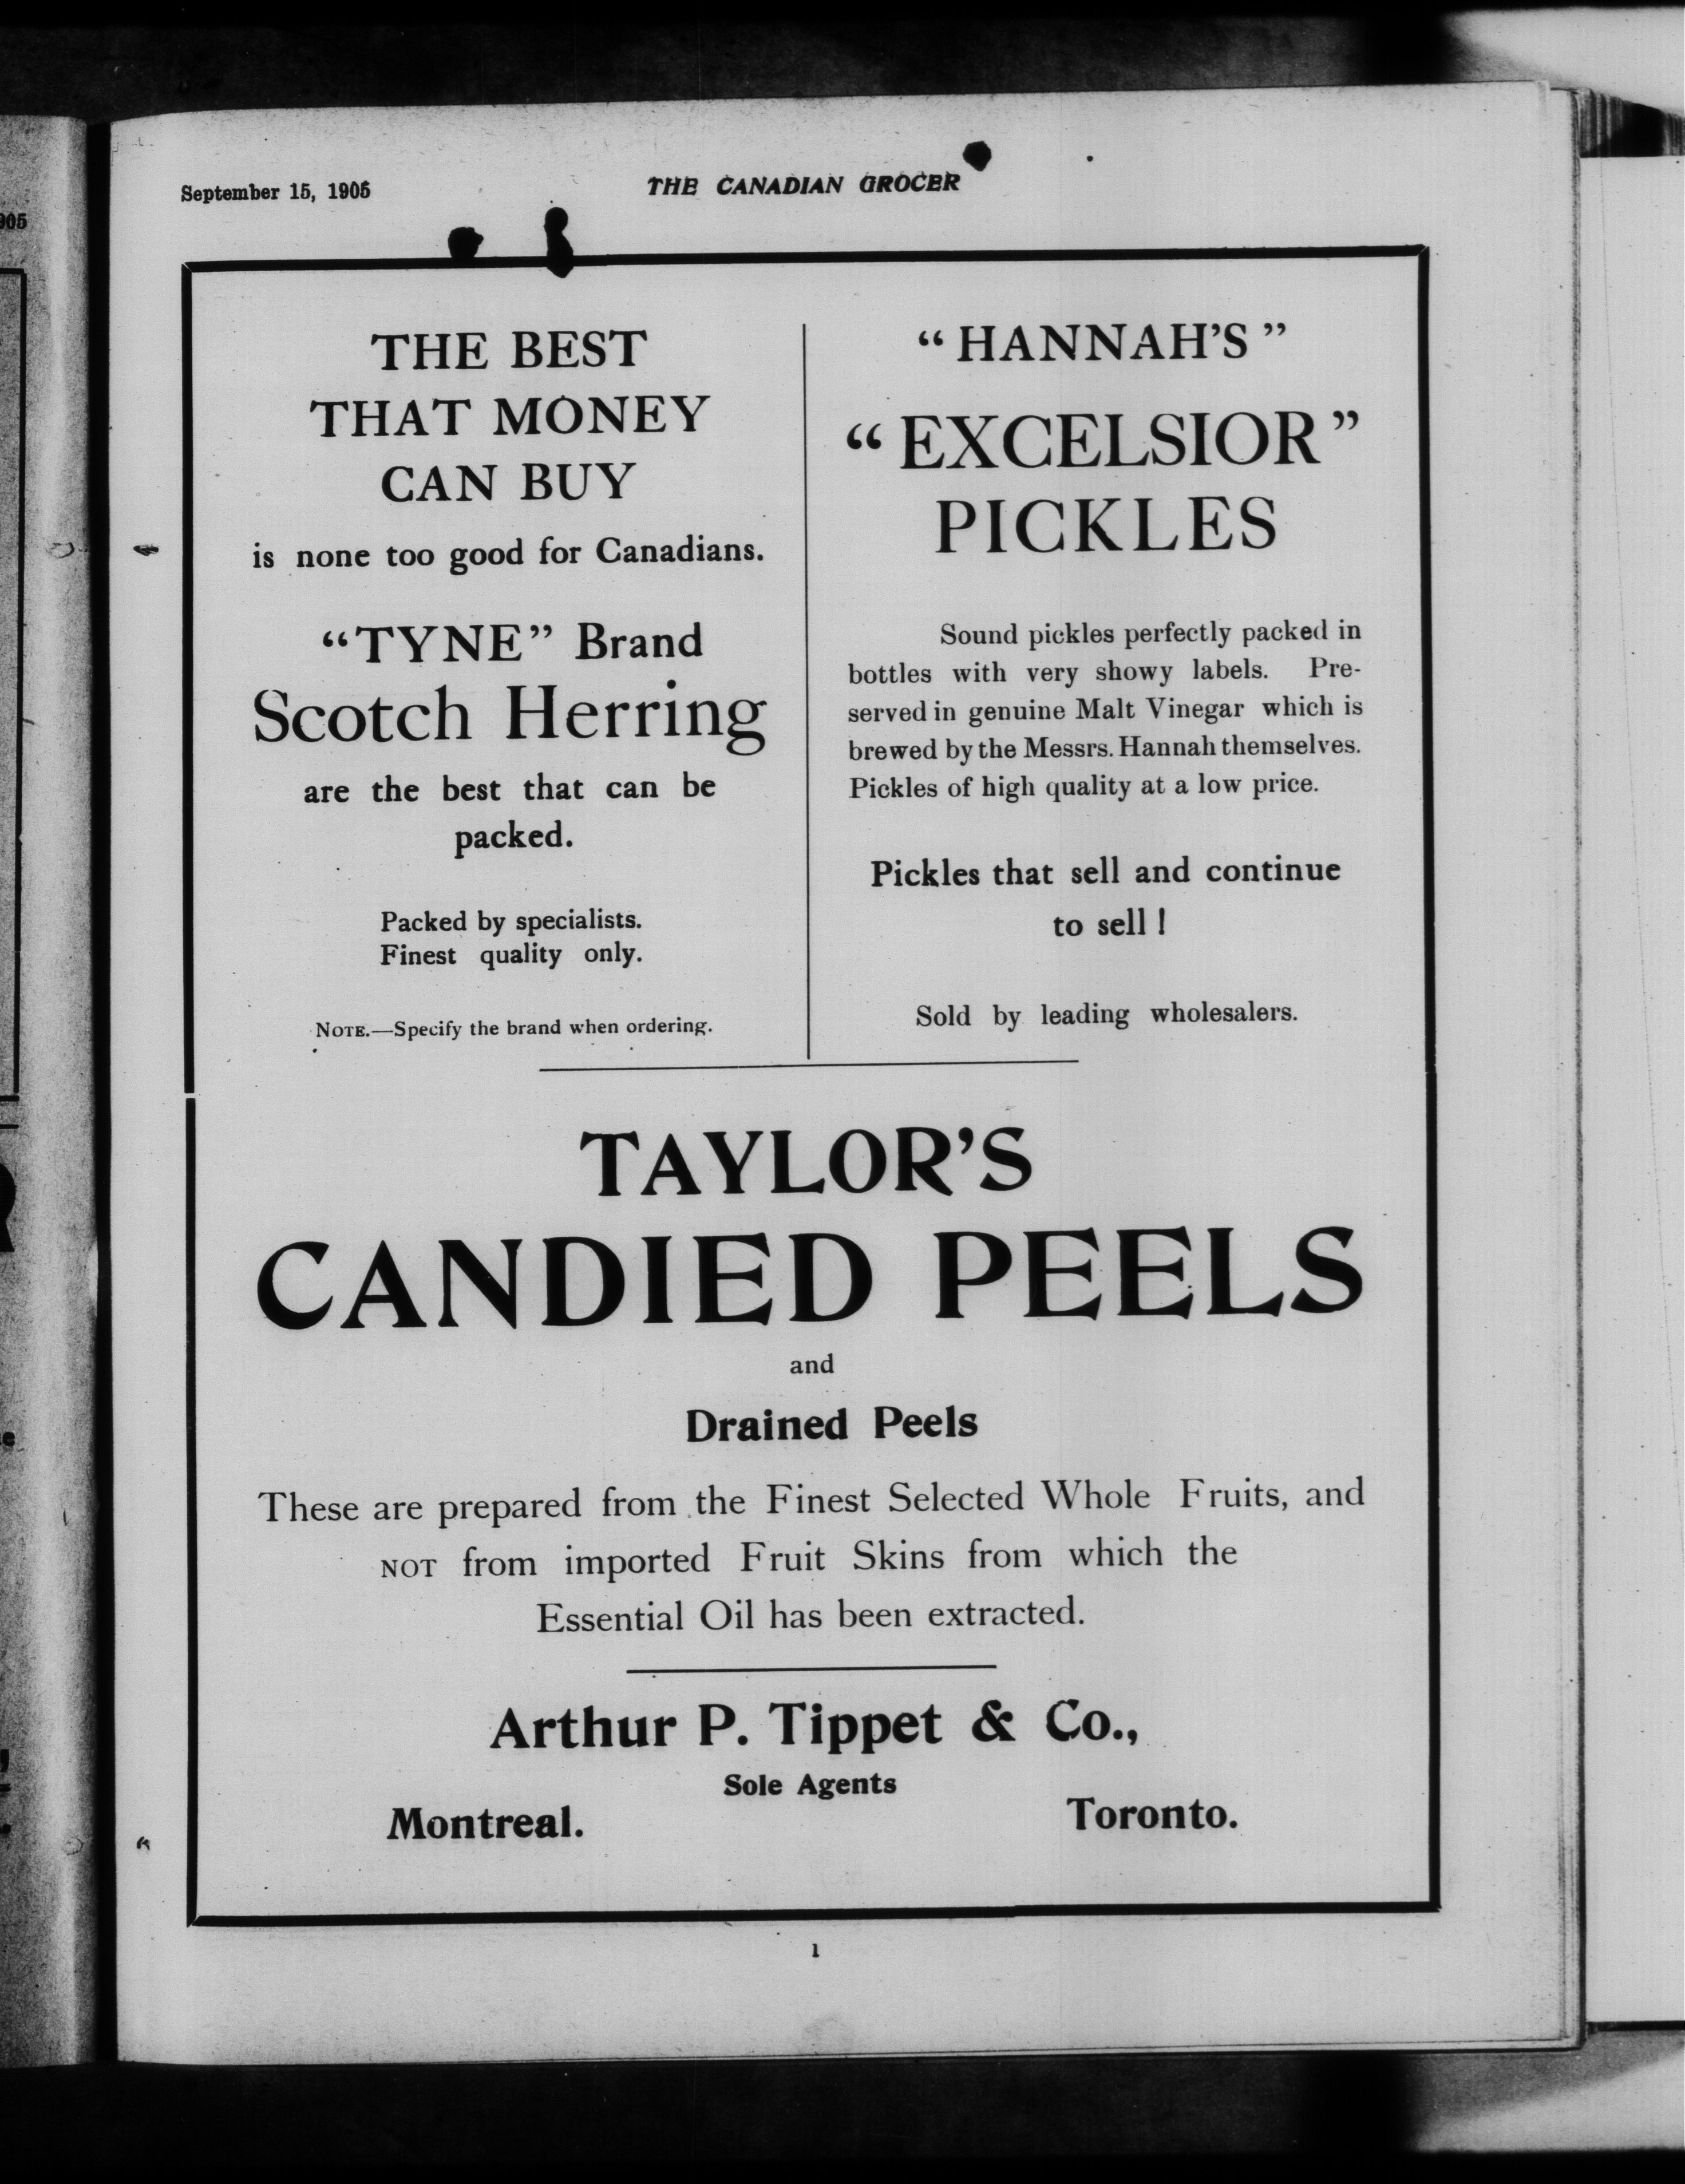 September 15, 1905
THE CANADIAN GROCER
THE BEST
THAT MONEY
CAN BUY
is none too good for Canadians.
"TYNE" Brand
Scotch Herring
are the best that can be
packed.
Packed by specialists.
Finest quality only.
NOTE.—Specify the brand when ordering.
"HANNAH'S"
"EXCELSIOR"
PICKLES
Sound pickles perfectly packed in
bottles with very showy labels. Pre-
served in genuine Malt Vinegar which is
brewed by the Messrs. Hannah themselves.
Pickles of high quality at a low price.
Pickles that sell and continue
to sell !
Sold by leading wholesalers.
TAYLOR'S
CANDIED PEELS
and
Drained Peels
These are prepared from the Finest Selected Whole Fruits, and
NOT from imported Fruit Skins from which the
Essential Oil has been extracted.
Arthur P. Tippet & Co.,
Sole Agents
Montreal. Toronto.
1